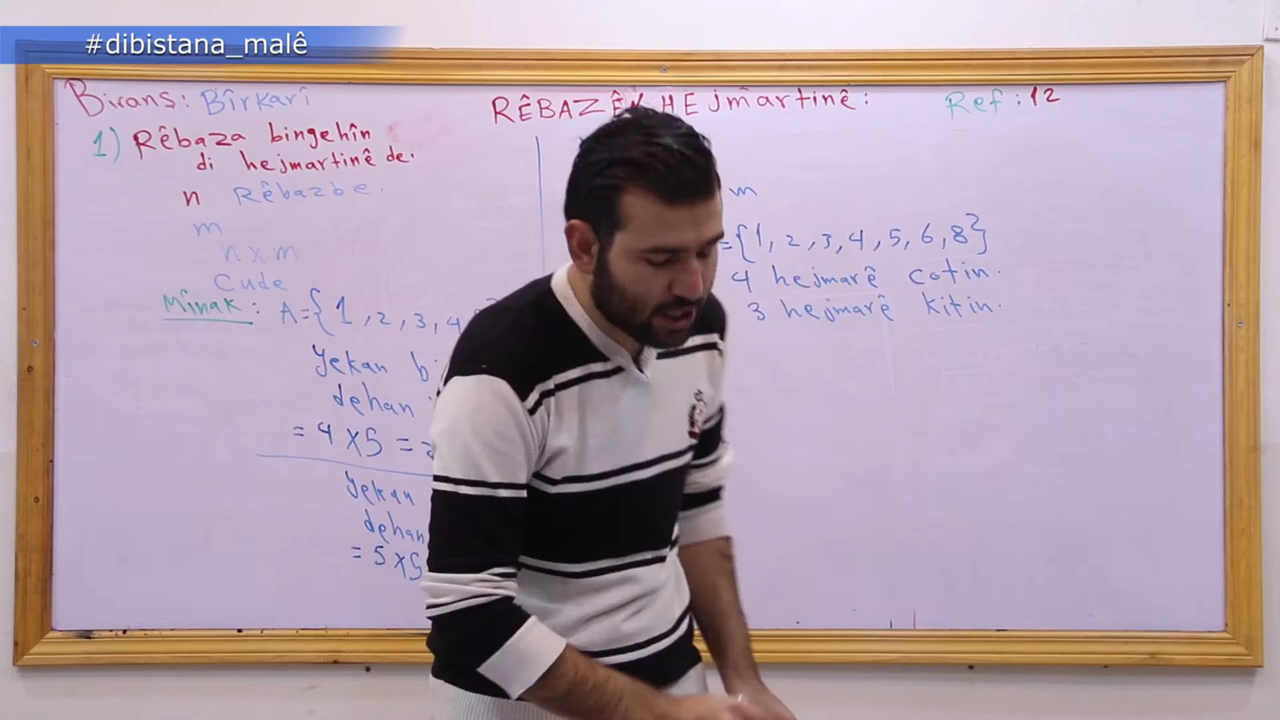 #dibistana_malê
Birans: Bîrkarî
RÊBAZÊN HEJMARTINÊ:
Ref: 12
1) Rêbaza bingehîn
di hejmartinê de.
n Rêbazbe.
m
n x m
Cude
Mînak: A={1, 2, 3, 4
Yekan
dehan
= 4 x 5 =
Yekan
dehan
= 5 x 5
m
={1, 2, 3, 4, 5, 6, 8}
4 hejmarê cotin.
3 hejmarê kitin.